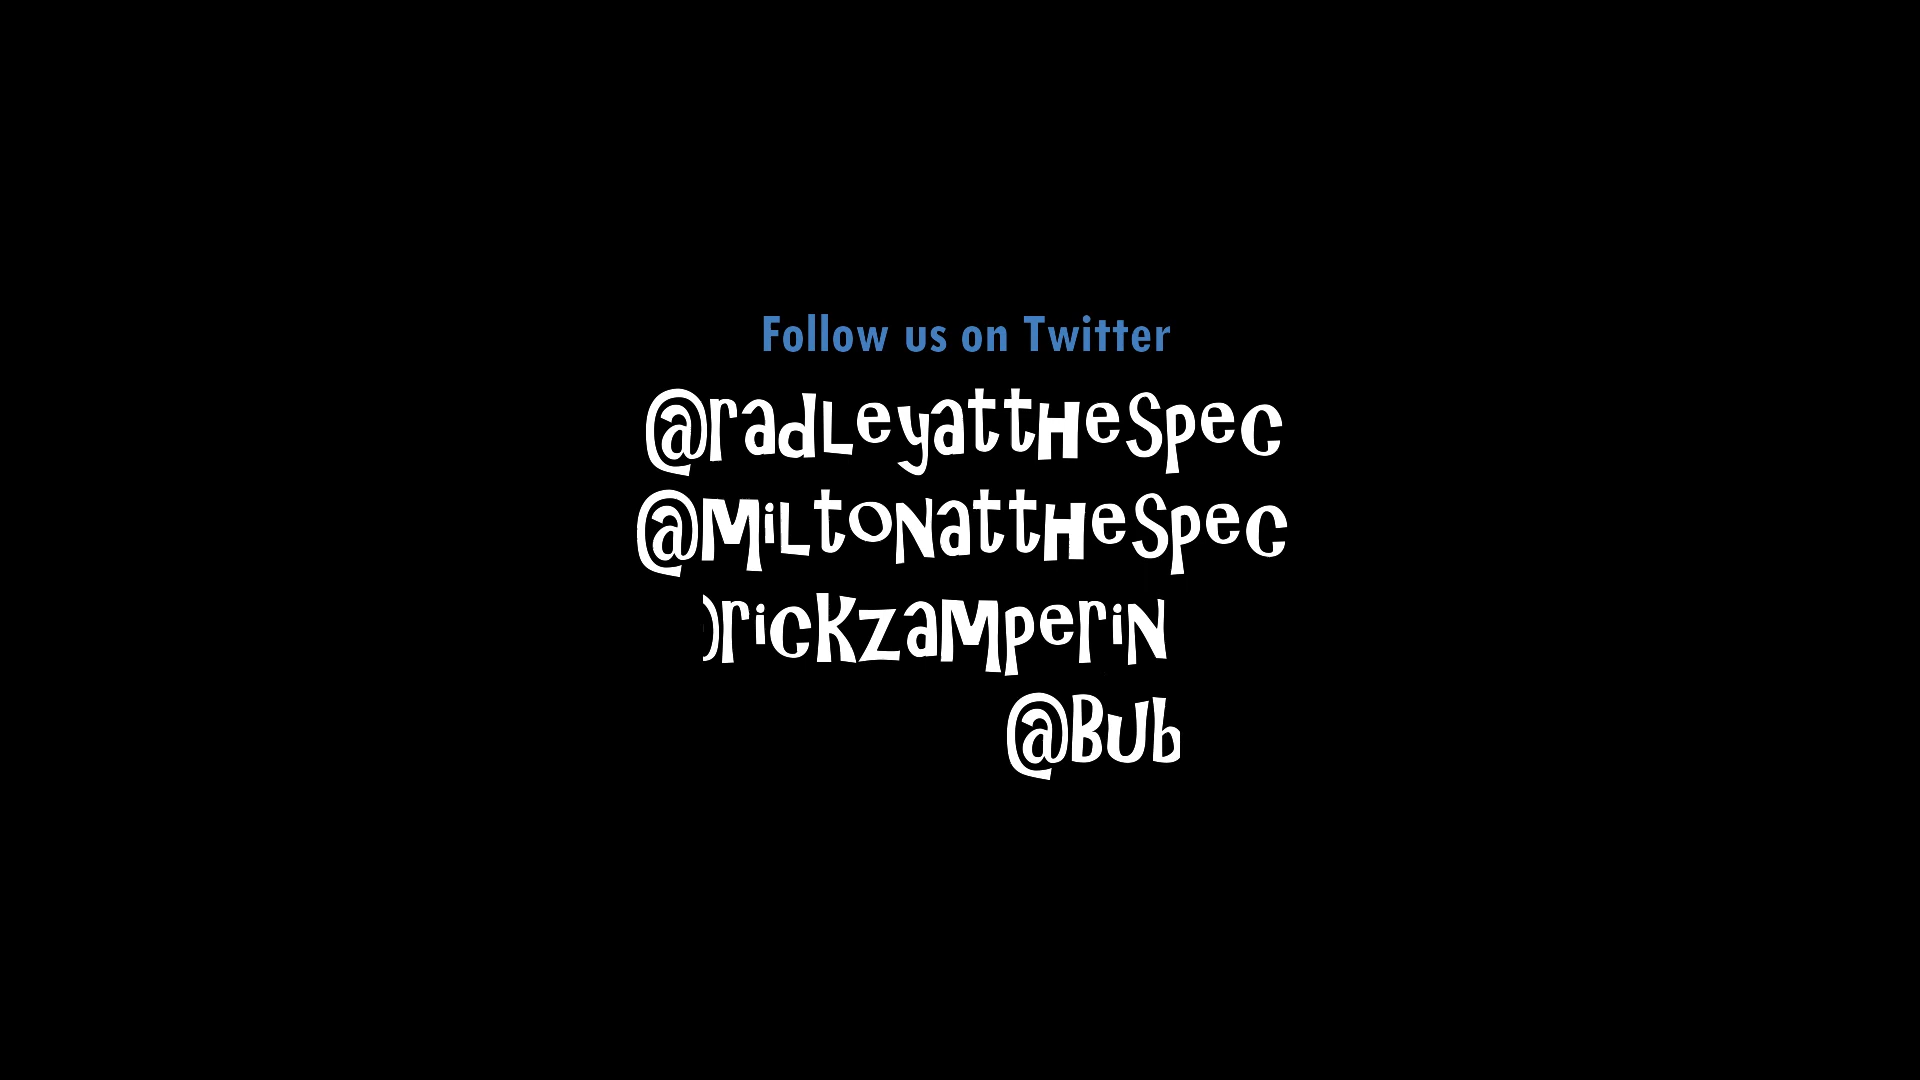 Follow us on Twitter
@radleyatthespec
@miltonatthespec
rickzamperin
@Bub